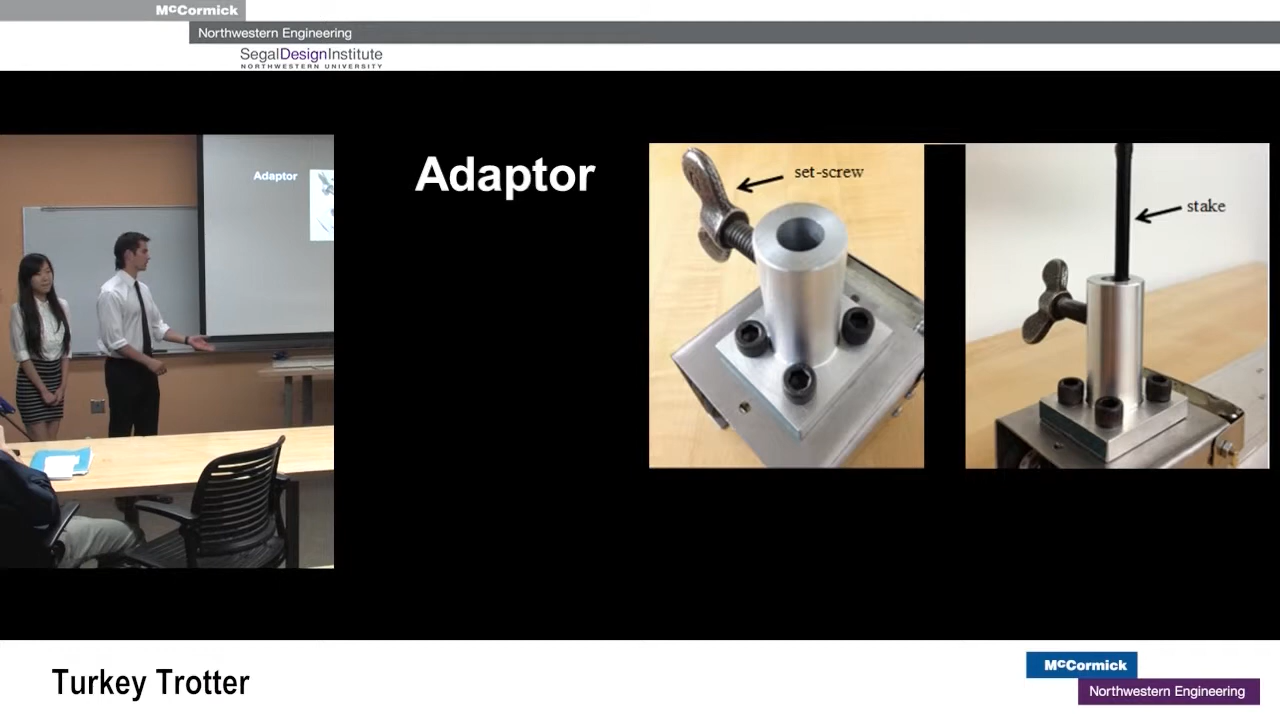 McCormick
Northwestern Engineering
SegalDesignInstitute
NORTHWESTERN UNIVERSITY
Adaptor
Adaptor
set-screw
stake
Turkey Trotter
McCormick
Northwestern Engineering